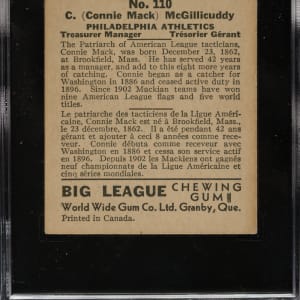 No. 110
C. (Connie Mack) McGillicuddy
PHILADELPHIA ATHLETICS
Treasurer Manager Trésorier Gérant
The Patriarch of American League tacticians,
Connie Mack, was born December 23, 1862,
at Brookfield, Mass. He has served 42 years
as a manager, and add to this eight more years
of catching. Connie began as a catcher for
Washington in 1886 and ceased active duty in
1896. Since 1902 Mackian teams have won
nine American League flags and five world
titles.
Le patriarche des tacticiens de la Ligue Améri-
caine, Connie Mack est né à Brookfield, Mass.,
le 23 décembre, 1862. Il a été pendant 42 ans
gérant et ajouter à ceci 8 années comme rece-
veur. Connie débuta comme receveur avec
Washington en 1886 et cessa son service actif
en 1896. Depuis 1902 les Mackiens ont gagnés
neuf championnats de la Ligue Américaine et
cinq séries mondiales.
BIG LEAGUE CHEWING GUM
World Wide Gum Co. Ltd. Granby, Que.
Printed in Canada.